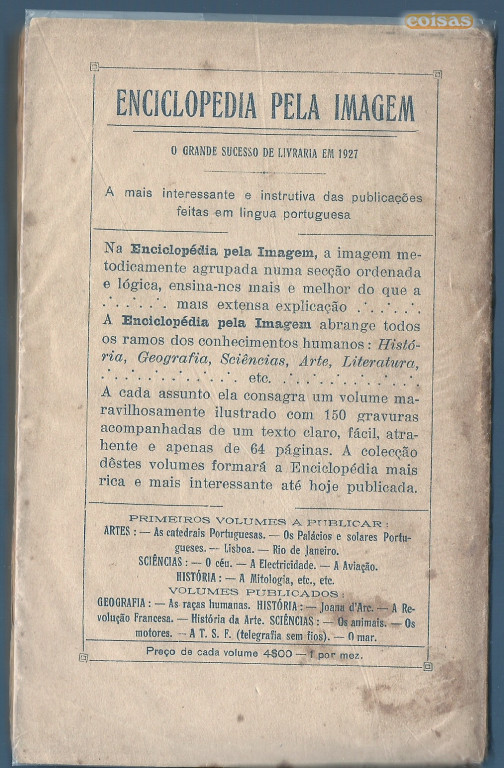 coisas
ENCICLOPEDIA PELA IMAGEM
O GRANDE SUCESSO DE LIVRARIA EM 1927
A mais interessante e instrutiva das publicações
feitas em lingua portuguesa
Na Enciclopédia pela Imagem, a imagem me-
todicamente agrupada numa secção ordenada
e lógica, ensina-nos mais e melhor do que a
mais extensa explicação
A Enciclopédia pela Imagem abrange todos
os ramos dos conhecimentos humanos: Histó-
ria, Geografia, Sciências, Arte, Literatura,
etc.
A cada assunto ela consagra um volume ma-
ravilhosamente ilustrado com 150 gravuras
acompanhadas de um texto claro, fácil, atra-
hente e apenas de 64 páginas. A colecção
dêstes volumes formará a Enciclopédia mais
rica e mais interessante até hoje publicada.
PRIMEIROS VOLUMES A PUBLICAR:
ARTES: — As catedrais Portuguesas. — Os Palácios e solares Portu-
gueses. — Lisboa. — Rio de Janeiro.
SCIÊNCIAS: — O céu. — A Electricidade. — A Aviação.
HISTÓRIA: — A Mitologia, etc., etc.
VOLUMES PUBLICADOS:
GEOGRAFIA: — As raças humanas. HISTÓRIA: — Joana d'Arc. — A Re-
volução Francesa. — História da Arte. SCIÊNCIAS: — Os animais. — Os
motores. — A T. S. F. (telegrafia sem fios). — O mar.
Preço de cada volume 4$00 — 1 por mez.